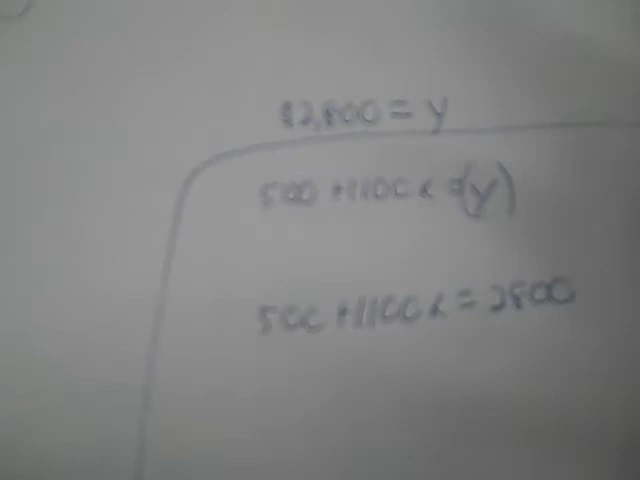 $2,800 = y
500 + 1100x = (y)
500 + 1100x = 2800